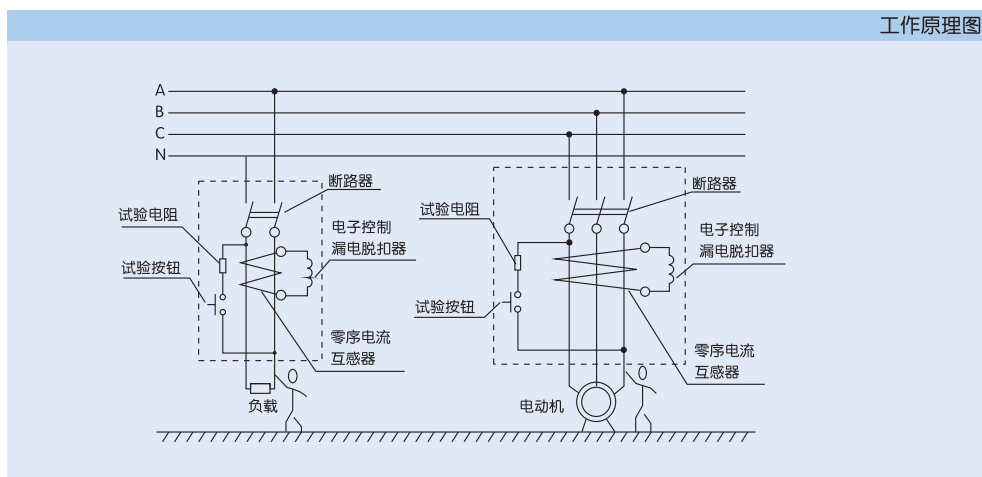 工作原理图
A
B
C
N
断路器
试验电阻
电子控制
漏电脱扣器
试验按钮
零序电流
互感器
负载
断路器
试验电阻
电子控制
漏电脱扣器
试验按钮
零序电流
互感器
电动机